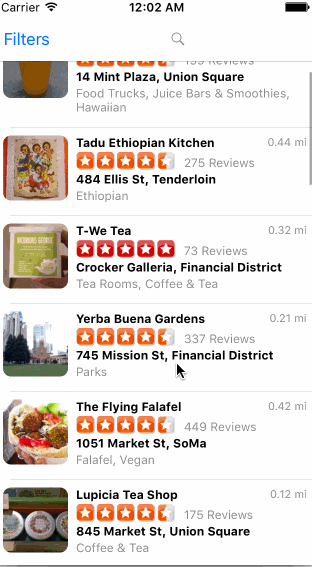 Carrier 12:02 AM
Filters
Reviews
14 Mint Plaza, Union Square
Food Trucks, Juice Bars & Smoothies,
Hawaiian
Tadu Ethiopian Kitchen 0.44 mi
275 Reviews
484 Ellis St, Tenderloin
Ethiopian
T-We Tea 0.32 mi
73 Reviews
Crocker Galleria, Financial District
Tea Rooms, Coffee & Tea
Yerba Buena Gardens 0.21 mi
337 Reviews
745 Mission St, Financial District
Parks
The Flying Falafel 0.42 mi
449 Reviews
1051 Market St, SoMa
Falafel, Vegan
Lupicia Tea Shop 0.12 mi
175 Reviews
845 Market St, Union Square
Coffee & Tea